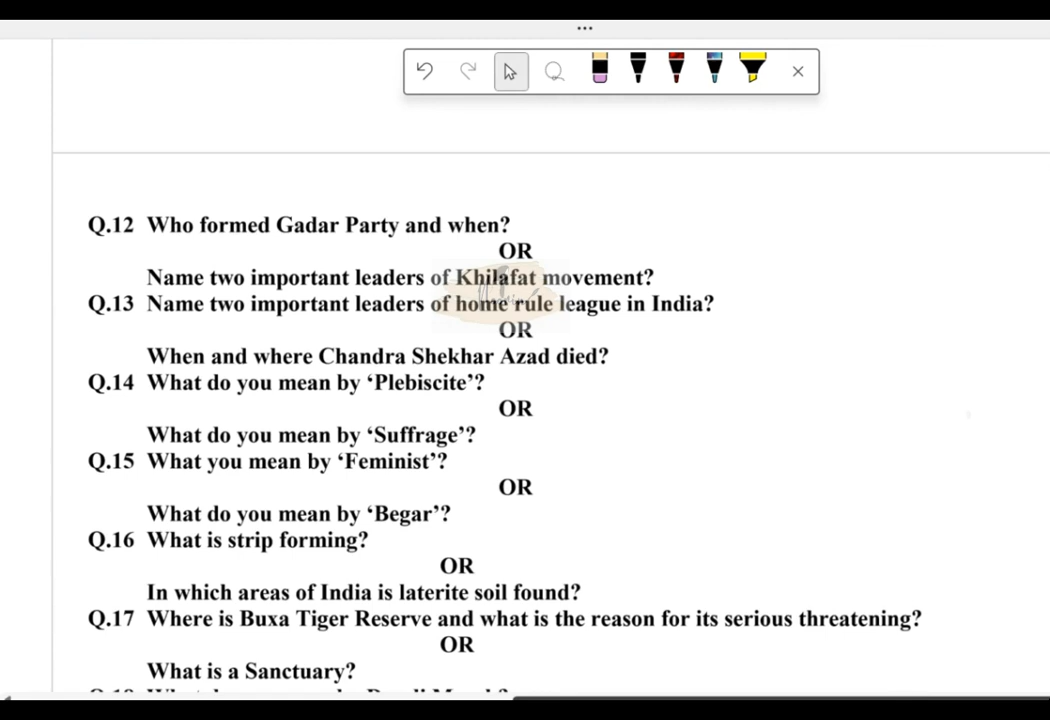 Q.12 Who formed Gadar Party and when?
OR
Name two important leaders of Khilafat movement?
Q.13 Name two important leaders of home rule league in India?
OR
When and where Chandra Shekhar Azad died?
Q.14 What do you mean by ‘Plebiscite’?
OR
What do you mean by ‘Suffrage’?
Q.15 What you mean by ‘Feminist’?
OR
What do you mean by ‘Begar’?
Q.16 What is strip forming?
OR
In which areas of India is laterite soil found?
Q.17 Where is Buxa Tiger Reserve and what is the reason for its serious threatening?
OR
What is a Sanctuary?